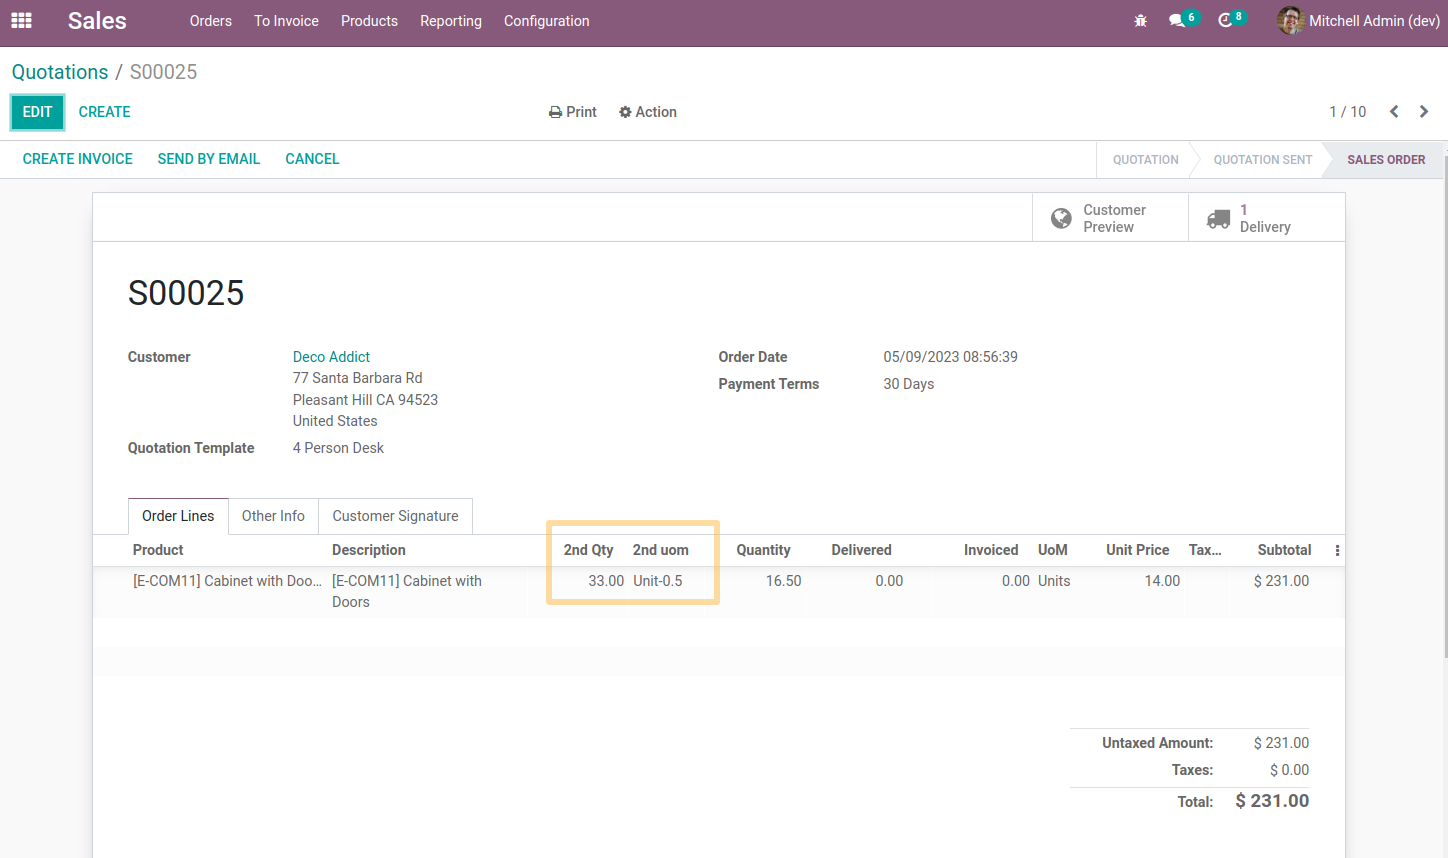 Sales Orders To Invoice Products Reporting Configuration 6 8 Mitchell Admin (dev)
Quotations / S00025
EDIT CREATE Print Action 1 / 10
CREATE INVOICE SEND BY EMAIL CANCEL QUOTATION QUOTATION SENT SALES ORDER
Customer Preview 1 Delivery
S00025
Customer Deco Addict Order Date 05/09/2023 08:56:39
77 Santa Barbara Rd Payment Terms 30 Days
Pleasant Hill CA 94523
United States
Quotation Template 4 Person Desk
Order Lines Other Info Customer Signature
Product Description 2nd Qty 2nd uom Quantity Delivered Invoiced UoM Unit Price Tax... Subtotal
[E-COM11] Cabinet with Doo... [E-COM11] Cabinet with 33.00 Unit-0.5 16.50 0.00 0.00 Units 14.00 $ 231.00
Doors
Untaxed Amount: $ 231.00
Taxes: $ 0.00
Total: $ 231.00